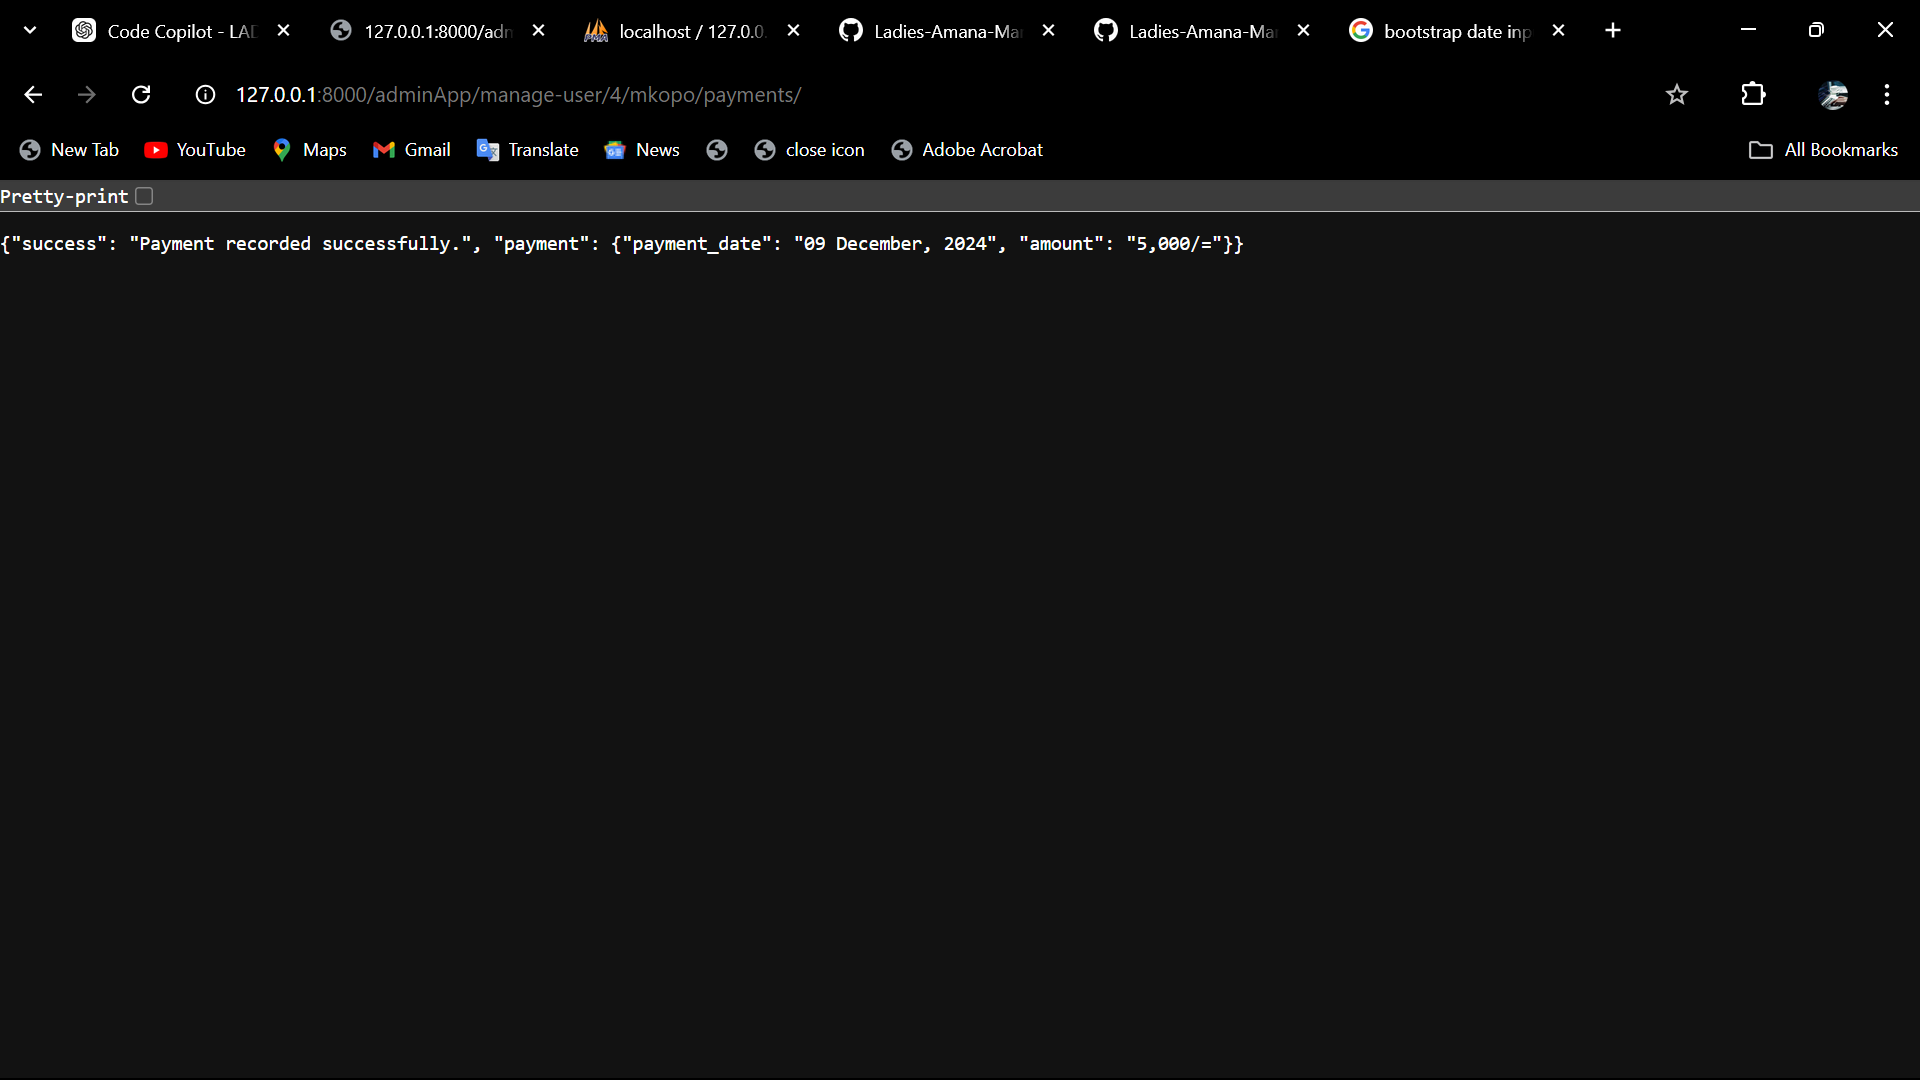 Code Copilot - LAD
127.0.0.1:8000/adm
localhost / 127.0.0.
Ladies-Amana-Ma
Ladies-Amana-Ma
bootstrap date inp
127.0.0.1:8000/adminApp/manage-user/4/mkopo/payments/
New Tab
YouTube
Maps
Gmail
Translate
News
close icon
Adobe Acrobat
All Bookmarks
Pretty-print
{"success": "Payment recorded successfully.", "payment": {"payment_date": "09 December, 2024", "amount": "5,000/="}}